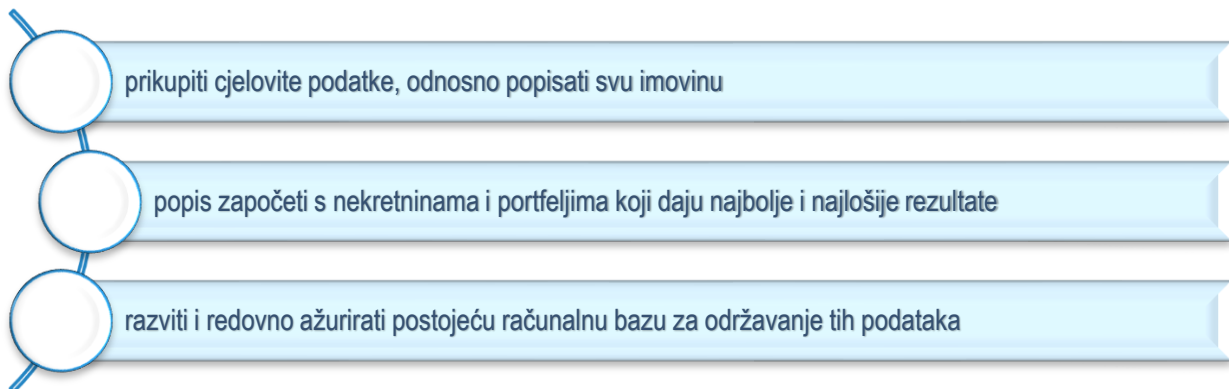 prikupiti cjelovite podatke, odnosno popisati svu imovinu
popis započeti s nekretninama i portfeljima koji daju najbolje i najlošije rezultate
razviti i redovno ažurirati postojeću računalnu bazu za održavanje tih podataka